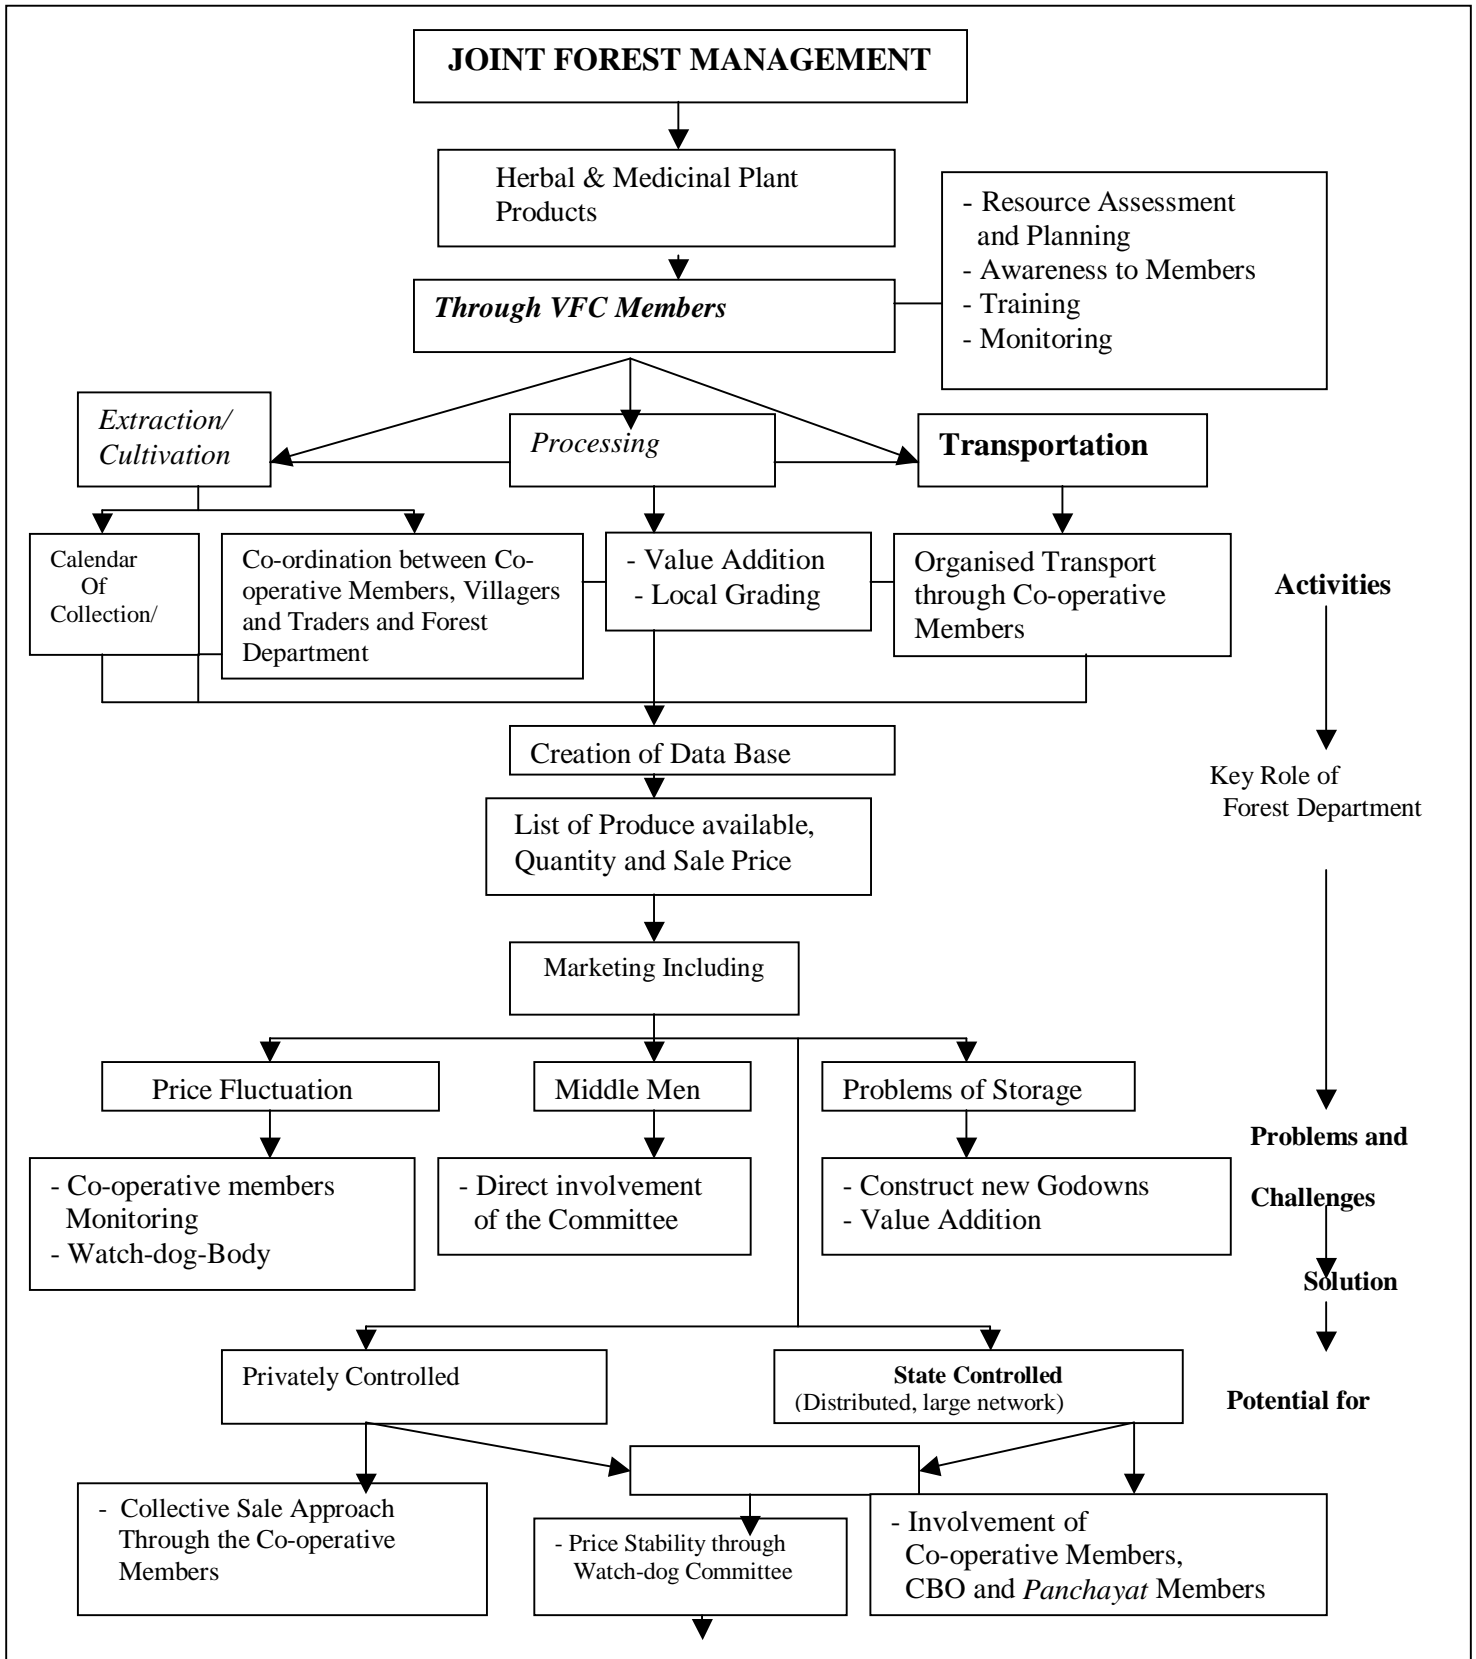 JOINT FOREST MANAGEMENT
Herbal & Medicinal Plant
Products
- Resource Assessment
and Planning
- Awareness to Members
- Training
- Monitoring
Through VFC Members
Extraction/
Cultivation
Processing
Transportation
Calendar
Of
Collection/
Co-ordination between Co-
operative Members, Villagers
and Traders and Forest
Department
- Value Addition
- Local Grading
Organised Transport
through Co-operative
Members
Activities
Creation of Data Base
Key Role of
Forest Department
List of Produce available,
Quantity and Sale Price
Marketing Including
Price Fluctuation
Middle Men
Problems of Storage
Problems and
Challenges
- Co-operative members
Monitoring
- Watch-dog-Body
- Direct involvement
of the Committee
- Construct new Godowns
- Value Addition
Solution
Privately Controlled
State Controlled
(Distributed, large network)
Potential for
- Collective Sale Approach
Through the Co-operative
Members
- Price Stability through
Watch-dog Committee
- Involvement of
Co-operative Members,
CBO and Panchayat Members